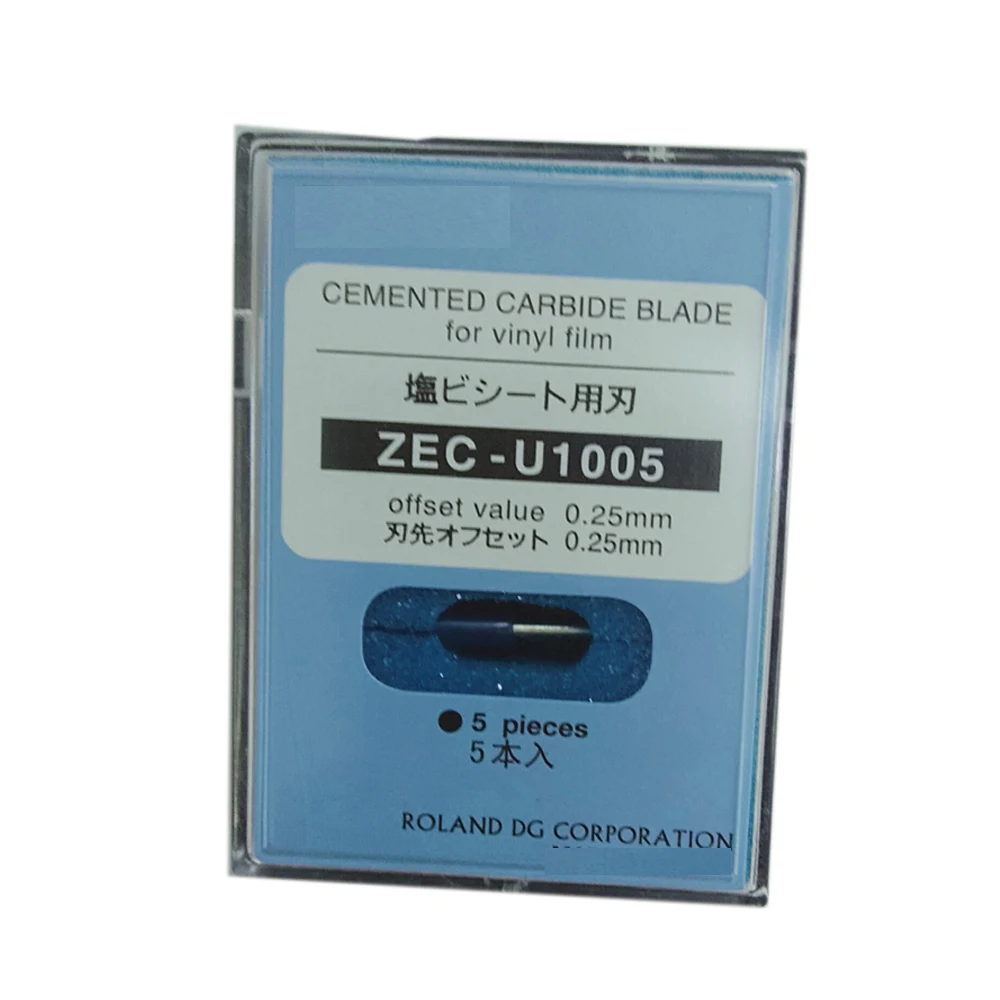 CEMENTED CARBIDE BLADE
for vinyl film
塩ビシート用刃
ZEC-U1005
offset value 0.25mm
刃先オフセット 0.25mm
● 5 pieces
5本入
ROLAND DG CORPORATION